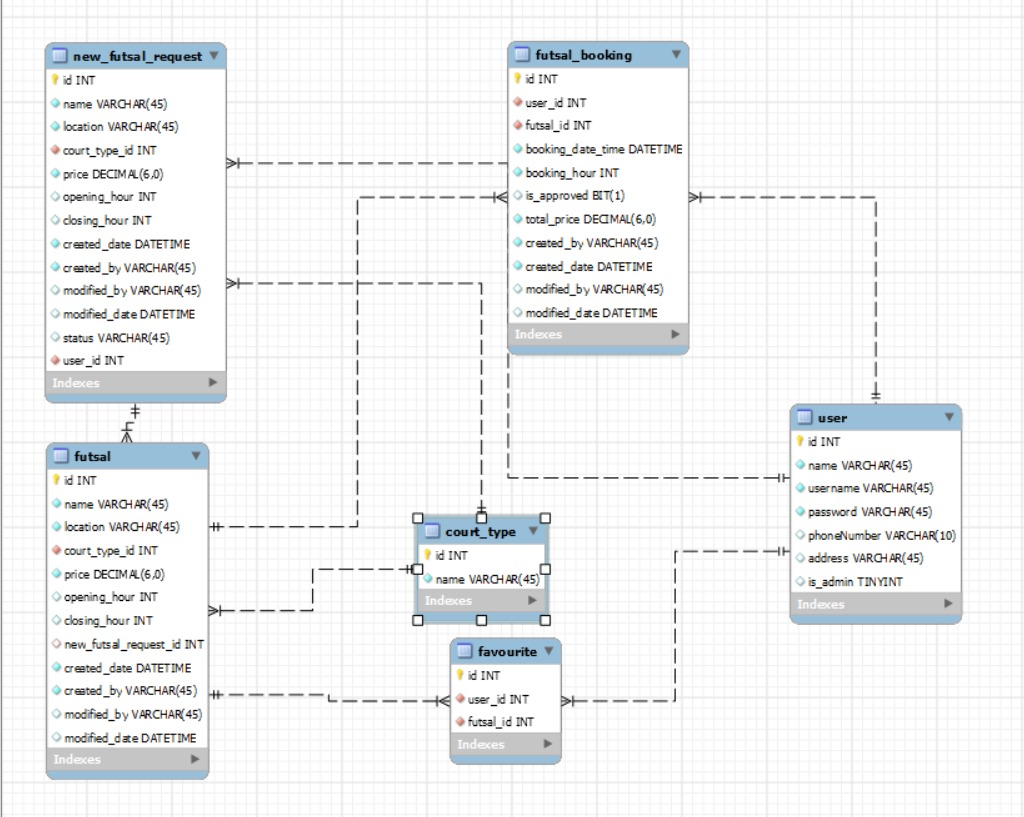 new_futsal_request
id INT
name VARCHAR(45)
location VARCHAR(45)
court_type_id INT
price DECIMAL(6,0)
opening_hour INT
closing_hour INT
created_date DATETIME
created_by VARCHAR(45)
modified_by VARCHAR(45)
modified_date DATETIME
status VARCHAR(45)
user_id INT
Indexes
futsal_booking
id INT
user_id INT
futsal_id INT
booking_date_time DATETIME
booking_hour INT
is_approved BIT(1)
total_price DECIMAL(6,0)
created_by VARCHAR(45)
created_date DATETIME
modified_by VARCHAR(45)
modified_date DATETIME
Indexes
user
id INT
name VARCHAR(45)
username VARCHAR(45)
password VARCHAR(45)
phoneNumber VARCHAR(10)
address VARCHAR(45)
is_admin TINYINT
Indexes
futsal
id INT
name VARCHAR(45)
location VARCHAR(45)
court_type_id INT
price DECIMAL(6,0)
opening_hour INT
closing_hour INT
new_futsal_request_id INT
created_date DATETIME
created_by VARCHAR(45)
modified_by VARCHAR(45)
modified_date DATETIME
Indexes
court_type
id INT
name VARCHAR(45)
Indexes
favourite
id INT
user_id INT
futsal_id INT
Indexes